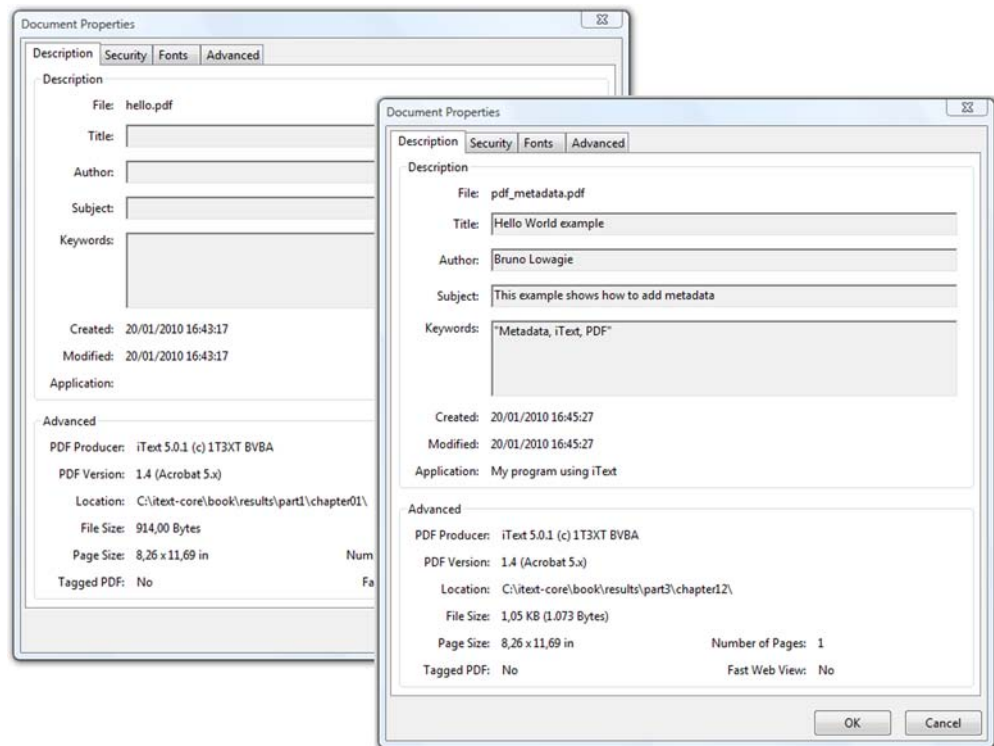 Document Properties
Description Security Fonts Advanced
Description
File: hello.pdf
Title:
Author:
Subject:
Keywords:
Created: 20/01/2010 16:43:17
Modified: 20/01/2010 16:43:17
Application:
Advanced
PDF Producer: iText 5.0.1 (c) 1T3XT BVBA
PDF Version: 1.4 (Acrobat 5.x)
Location: C:\itext-core\book\results\part1\chapter01\
File Size: 914,00 Bytes
Page Size: 8,26 x 11,69 in Num
Tagged PDF: No Fa
Document Properties
Description Security Fonts Advanced
Description
File: pdf_metadata.pdf
Title: Hello World example
Author: Bruno Lowagie
Subject: This example shows how to add metadata
Keywords: "Metadata, iText, PDF"
Created: 20/01/2010 16:45:27
Modified: 20/01/2010 16:45:27
Application: My program using iText
Advanced
PDF Producer: iText 5.0.1 (c) 1T3XT BVBA
PDF Version: 1.4 (Acrobat 5.x)
Location: C:\itext-core\book\results\part3\chapter12\
File Size: 1,05 KB (1.073 Bytes)
Page Size: 8,26 x 11,69 in Number of Pages: 1
Tagged PDF: No Fast Web View: No
OK Cancel